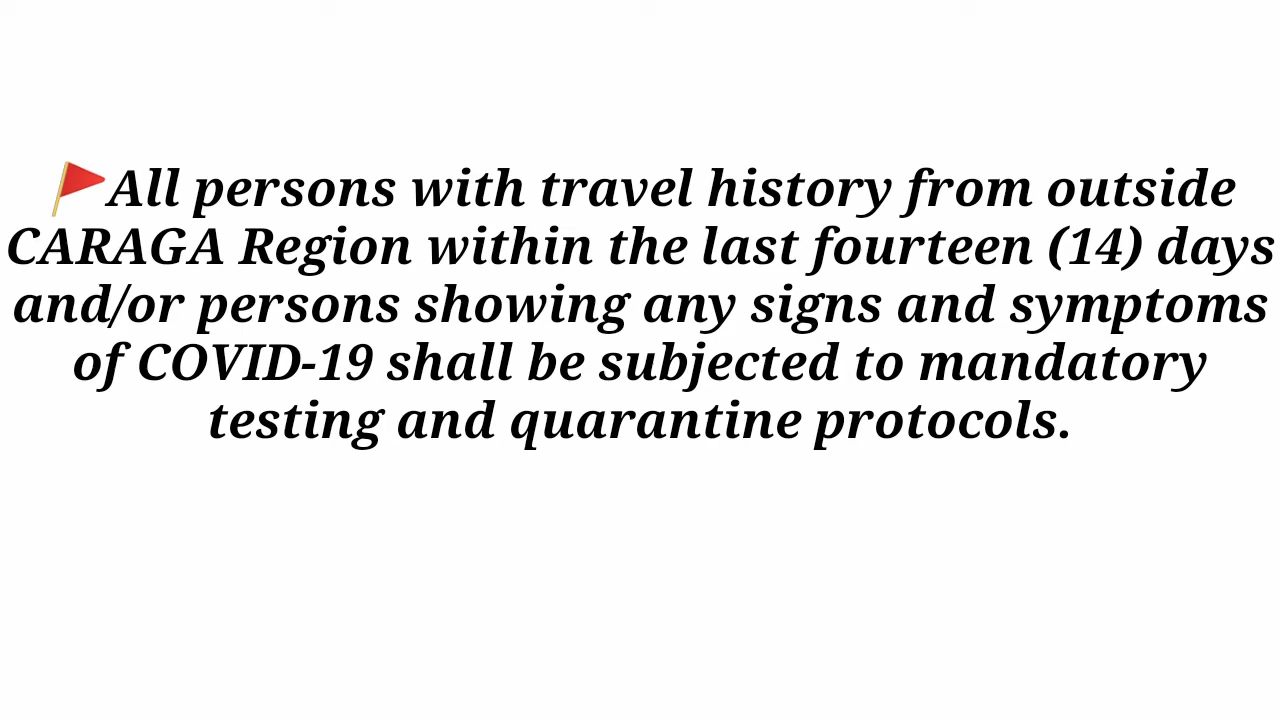 🚩All persons with travel history from outside
CARAGA Region within the last fourteen (14) days
and/or persons showing any signs and symptoms
of COVID-19 shall be subjected to mandatory
testing and quarantine protocols.